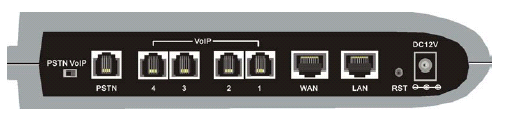 VoIP
DC12V
PSTN VoIP
PSTN
4
3
2
1
WAN
LAN
RST